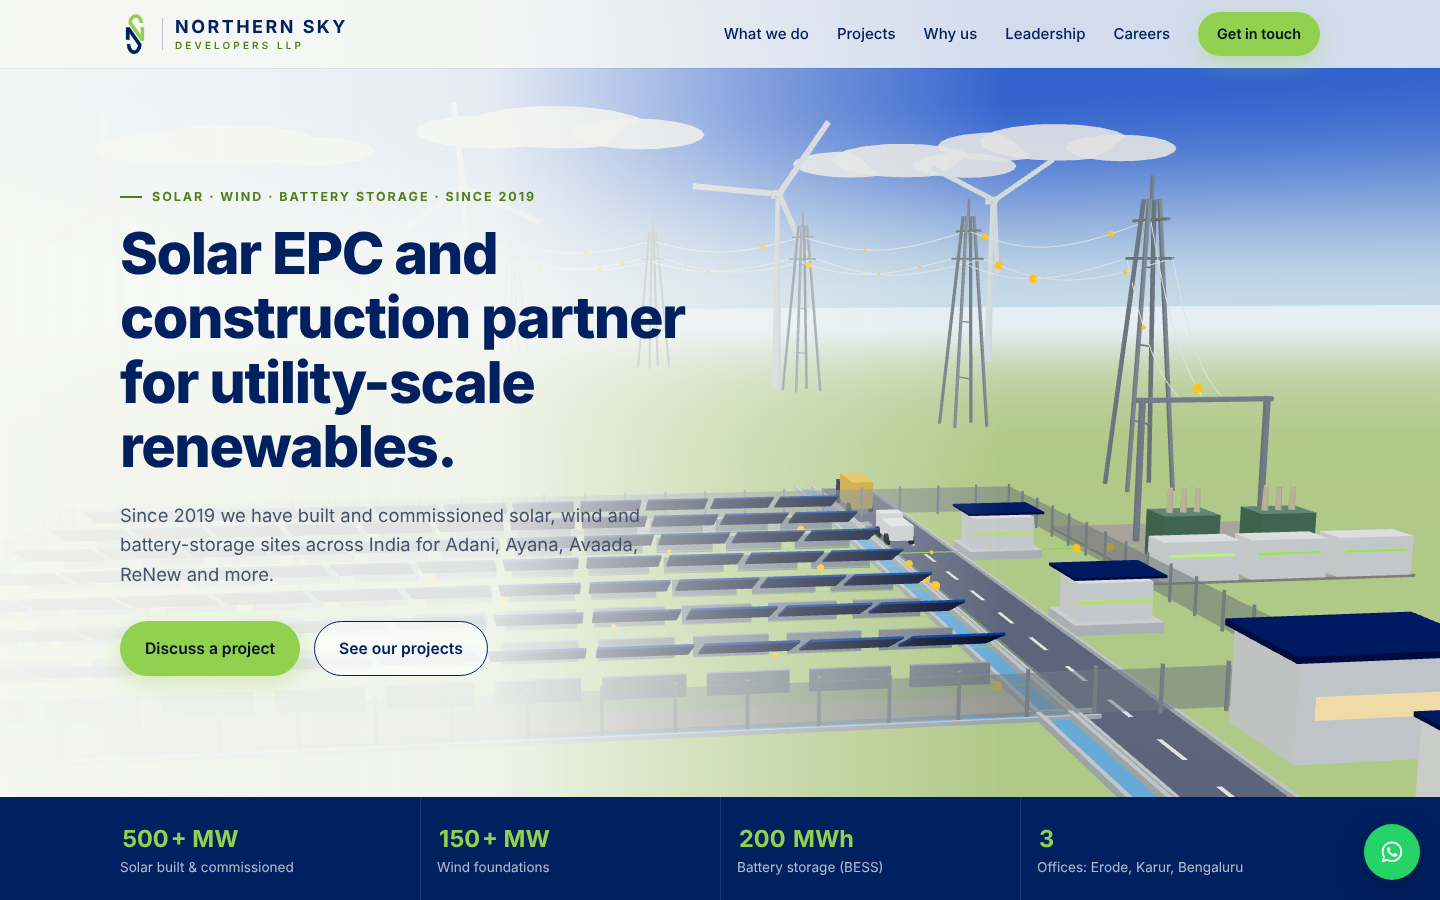 NORTHERN SKY
DEVELOPERS LLP
What we do
Projects
Why us
Leadership
Careers
Get in touch
SOLAR · WIND · BATTERY STORAGE · SINCE 2019
Solar EPC and
construction partner
for utility-scale
renewables.
Since 2019 we have built and commissioned solar, wind and
battery-storage sites across India for Adani, Ayana, Avaada,
ReNew and more.
Discuss a project
See our projects
500+ MW
Solar built & commissioned
150+ MW
Wind foundations
200 MWh
Battery storage (BESS)
3
Offices: Erode, Karur, Bengaluru